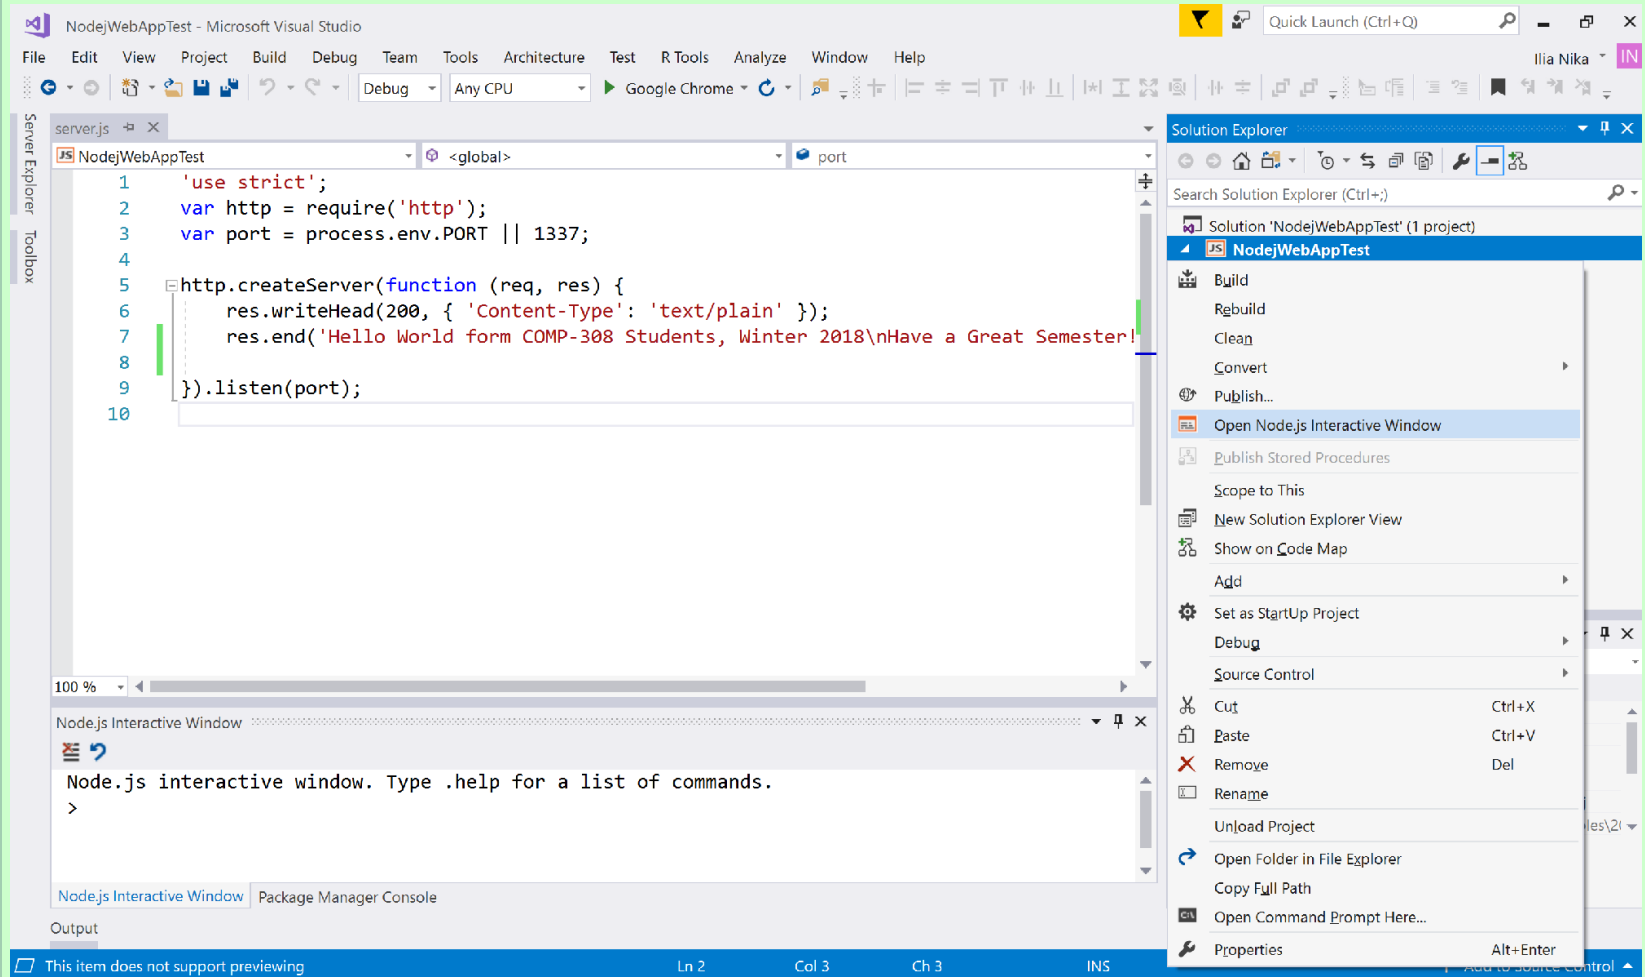 NodejWebAppTest - Microsoft Visual Studio
Quick Launch (Ctrl+Q)
File Edit View Project Build Debug Team Tools Architecture Test R Tools Analyze Window Help
Ilia Nika IN
Debug Any CPU Google Chrome
Server Explorer
Toolbox
server.js
JS NodejWebAppTest <global> port
1 'use strict';
2 var http = require('http');
3 var port = process.env.PORT || 1337;
4
5 http.createServer(function (req, res) {
6 res.writeHead(200, { 'Content-Type': 'text/plain' });
7 res.end('Hello World form COMP-308 Students, Winter 2018\nHave a Great Semester!
8
9 }).listen(port);
10
100 %
Node.js Interactive Window
Node.js interactive window. Type .help for a list of commands.
>
Node.js Interactive Window Package Manager Console
Output
Solution Explorer
Search Solution Explorer (Ctrl+;)
Solution 'NodejWebAppTest' (1 project)
JS NodejWebAppTest
Build
Rebuild
Clean
Convert
Publish...
Open Node.js Interactive Window
Publish Stored Procedures
Scope to This
New Solution Explorer View
Show on Code Map
Add
Set as StartUp Project
Debug
Source Control
Cut Ctrl+X
Paste Ctrl+V
Remove Del
Rename
Unload Project
Open Folder in File Explorer
Copy Full Path
Open Command Prompt Here...
Properties Alt+Enter
This item does not support previewing Ln 2 Col 3 Ch 3 INS Add to Source Control